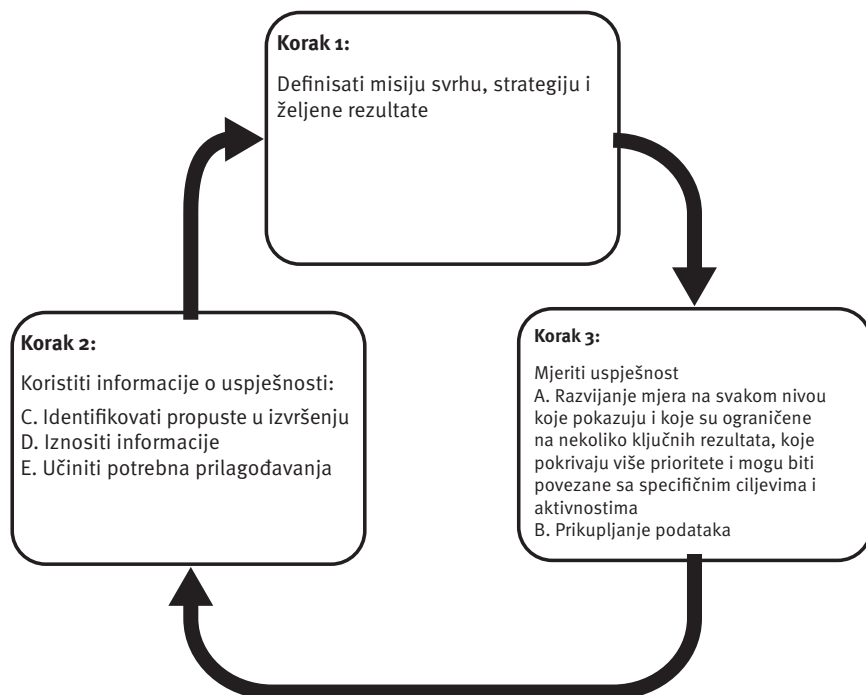 Korak 1:
Definisati misiju svrhu, strategiju i
željene rezultate
Korak 2:
Koristiti informacije o uspješnosti:
C. Identifikovati propuste u izvršenju
D. Iznositi informacije
E. Učiniti potrebna prilagođavanja
Korak 3:
Mjeriti uspješnost
A. Razvijanje mjera na svakom nivou
koje pokazuju i koje su ograničene
na nekoliko ključnih rezultata, koje
pokrivaju više prioritete i mogu biti
povezane sa specifičnim ciljevima i
aktivnostima
B. Prikupljanje podataka